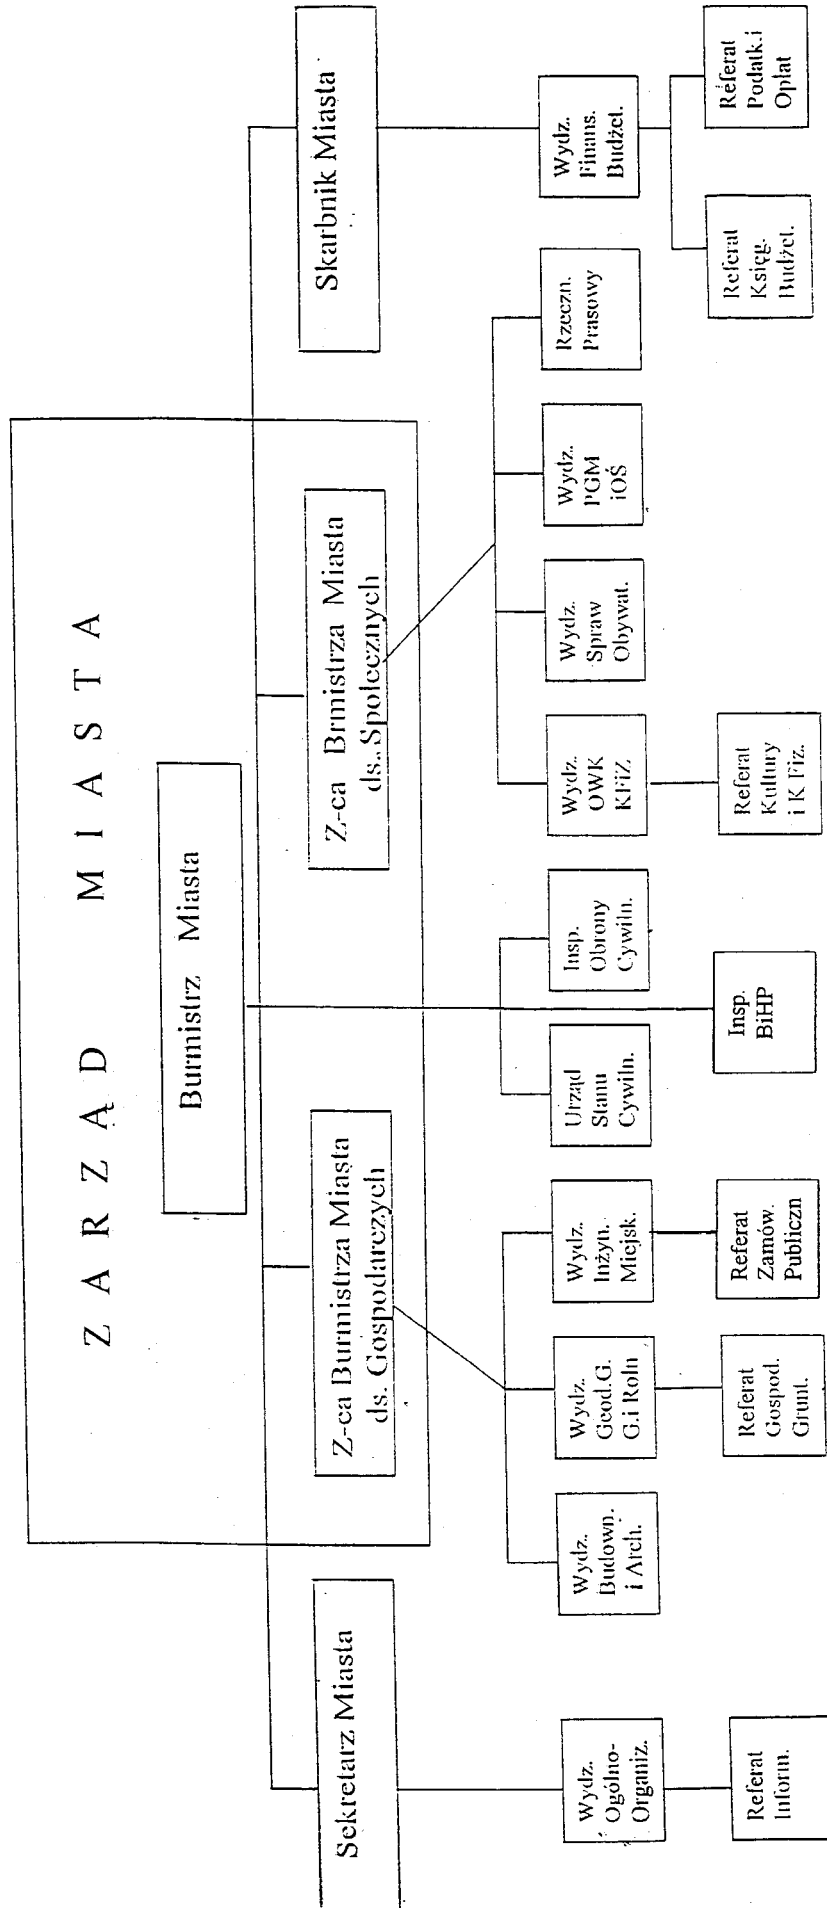 ZARZĄD MIASTA
Burmistrz Miasta
Sekretarz Miasta
Z-ca Burmistrza Miasta
ds. Gospodarczych
Z-ca Brmistrza Miasta
ds. Społecznych
Skarbnik Miasta
Wydz.
Ogólno-
Organiz.
Wydz.
Budown.
i Arch.
Wydz.
Geod.G.
G.i Roln
Wydz.
Inżyn.
Miejsk.
Urząd
Stanu
Cywiln.
Insp.
Obrony
Cywiln.
Wydz.
OWK
KFiZ
Wydz.
Spraw
Obywat.
Wydz.
PGM
iOŚ
Rzeczn.
Prasowy
Wydz.
Finans.
Budżet.
Referat
Inform.
Referat
Gospod.
Grunt.
Referat
Zamów.
Publiczn
Insp.
BiHP
Referat
Kultury
i K Fiz.
Referat
Księg.
Budżet.
Referat
Podatk.i
Opłat